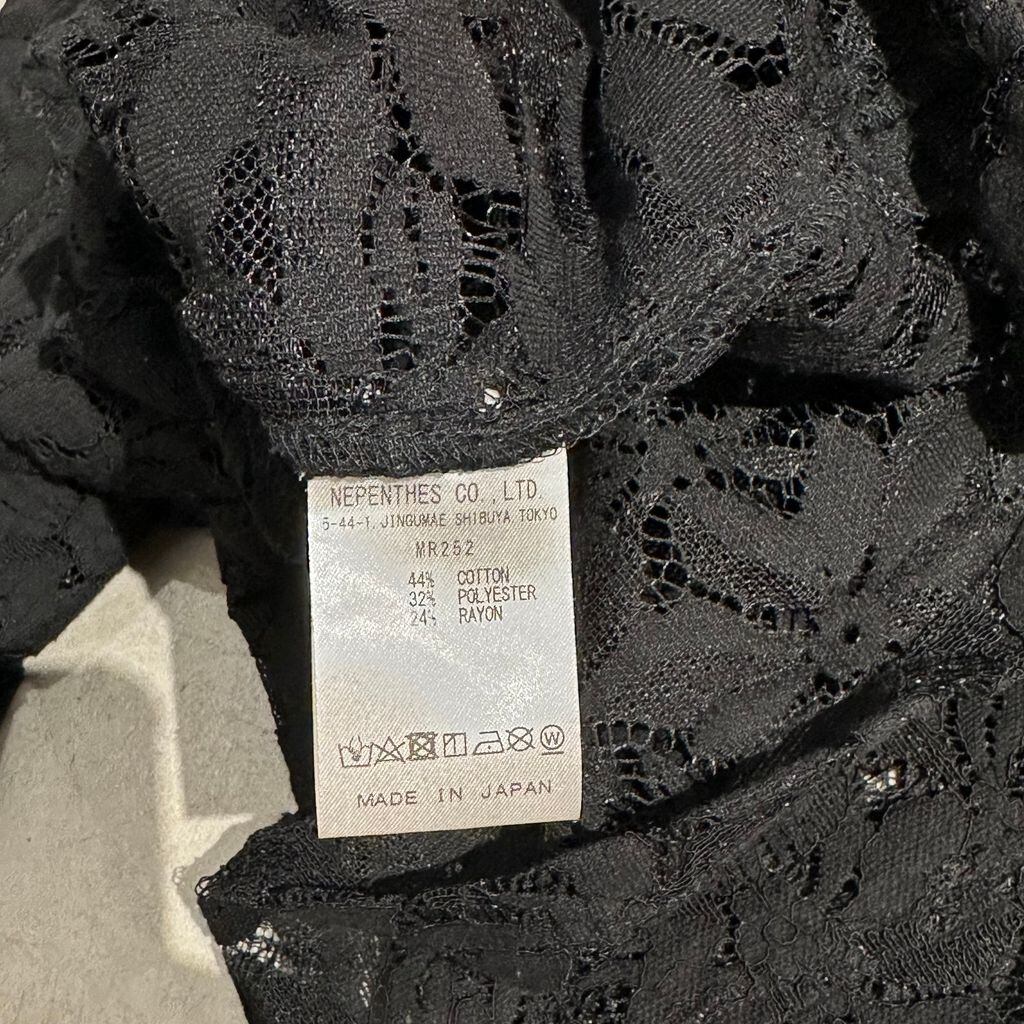 NEPENTHES CO.,LTD.
5-44-1, JINGUMAE SHIBUYA TOKYO
MR252
44% COTTON
32% POLYESTER
24% RAYON
W
MADE IN JAPAN